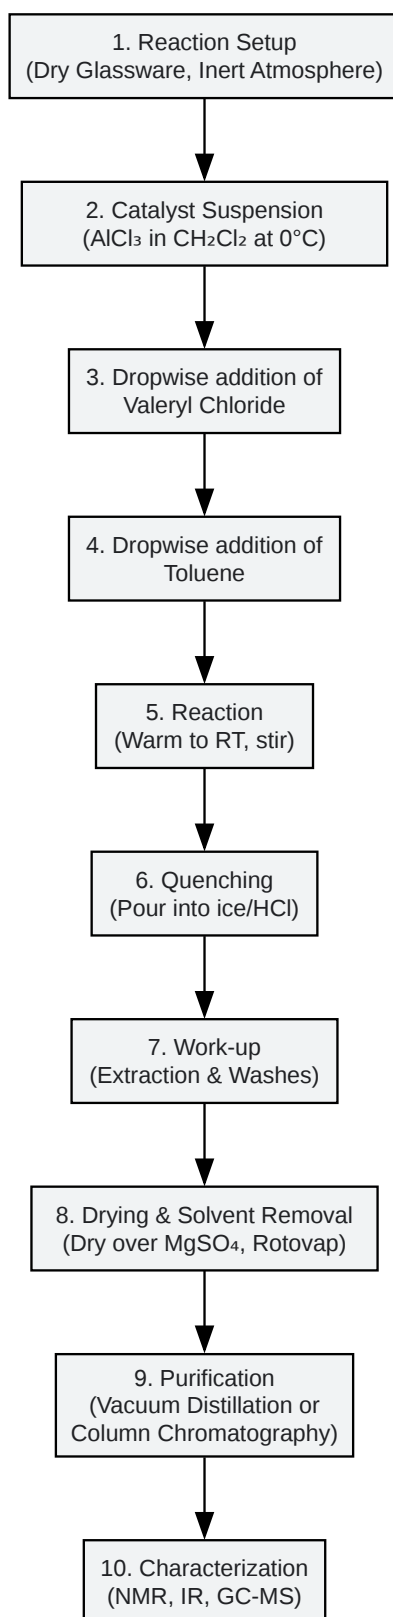 1. Reaction Setup
(Dry Glassware, Inert Atmosphere)
2. Catalyst Suspension
(AlCl₃ in CH₂Cl₂ at 0°C)
3. Dropwise addition of
Valeryl Chloride
4. Dropwise addition of
Toluene
5. Reaction
(Warm to RT, stir)
6. Quenching
(Pour into ice/HCl)
7. Work-up
(Extraction & Washes)
8. Drying & Solvent Removal
(Dry over MgSO₄, Rotovap)
9. Purification
(Vacuum Distillation or
Column Chromatography)
10. Characterization
(NMR, IR, GC-MS)